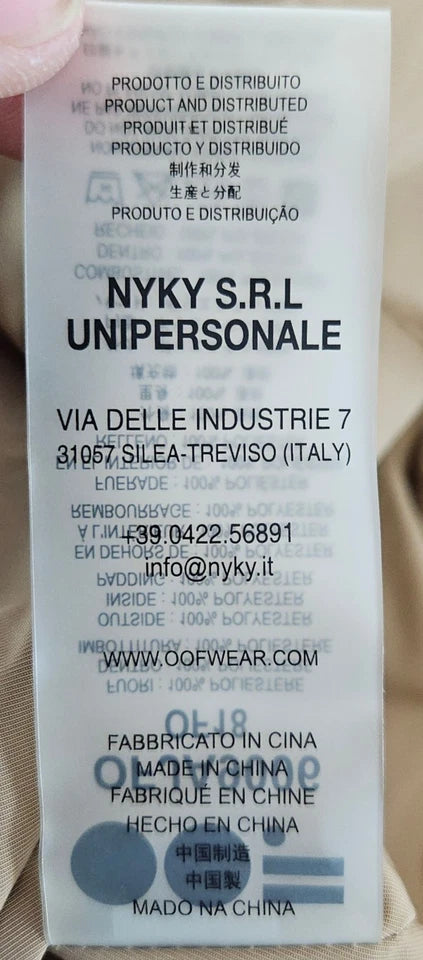 PRODOTTO E DISTRIBUITO
PRODUCT AND DISTRIBUTED
PRODUIT ET DISTRIBUÉ
PRODUCTO Y DISTRIBUIDO
制作和分发
生産と分配
PRODUTO E DISTRIBUIÇÃO
NYKY S.R.L
UNIPERSONALE
VIA DELLE INDUSTRIE 7
31057 SILEA-TREVISO (ITALY)
+39.0422.56891
info@nyky.it
WWW.OOFWEAR.COM
FABBRICATO IN CINA
MADE IN CHINA
FABRIQUÉ EN CHINE
HECHO EN CHINA
中国制造
中国製
MADO NA CHINA